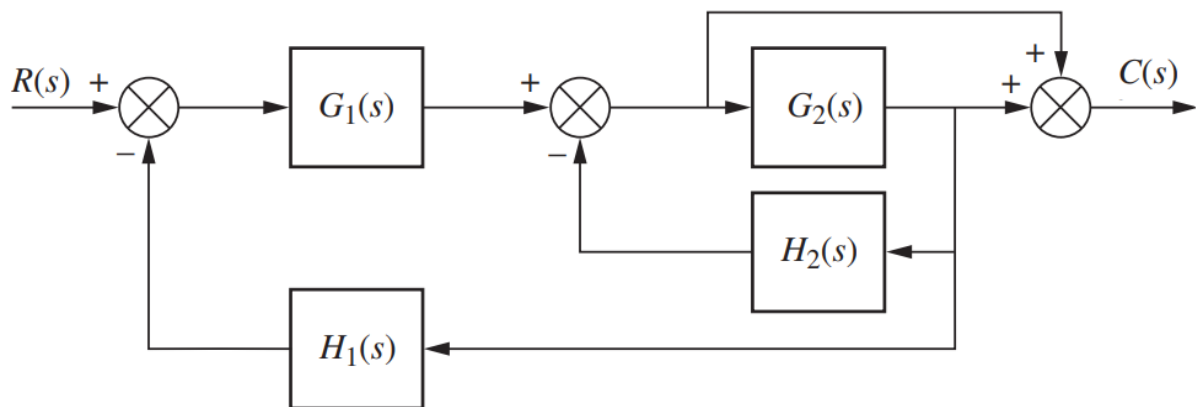 +
R(s) + G₁(s) + G₂(s) + C(s)
− −
H₂(s)
H₁(s)